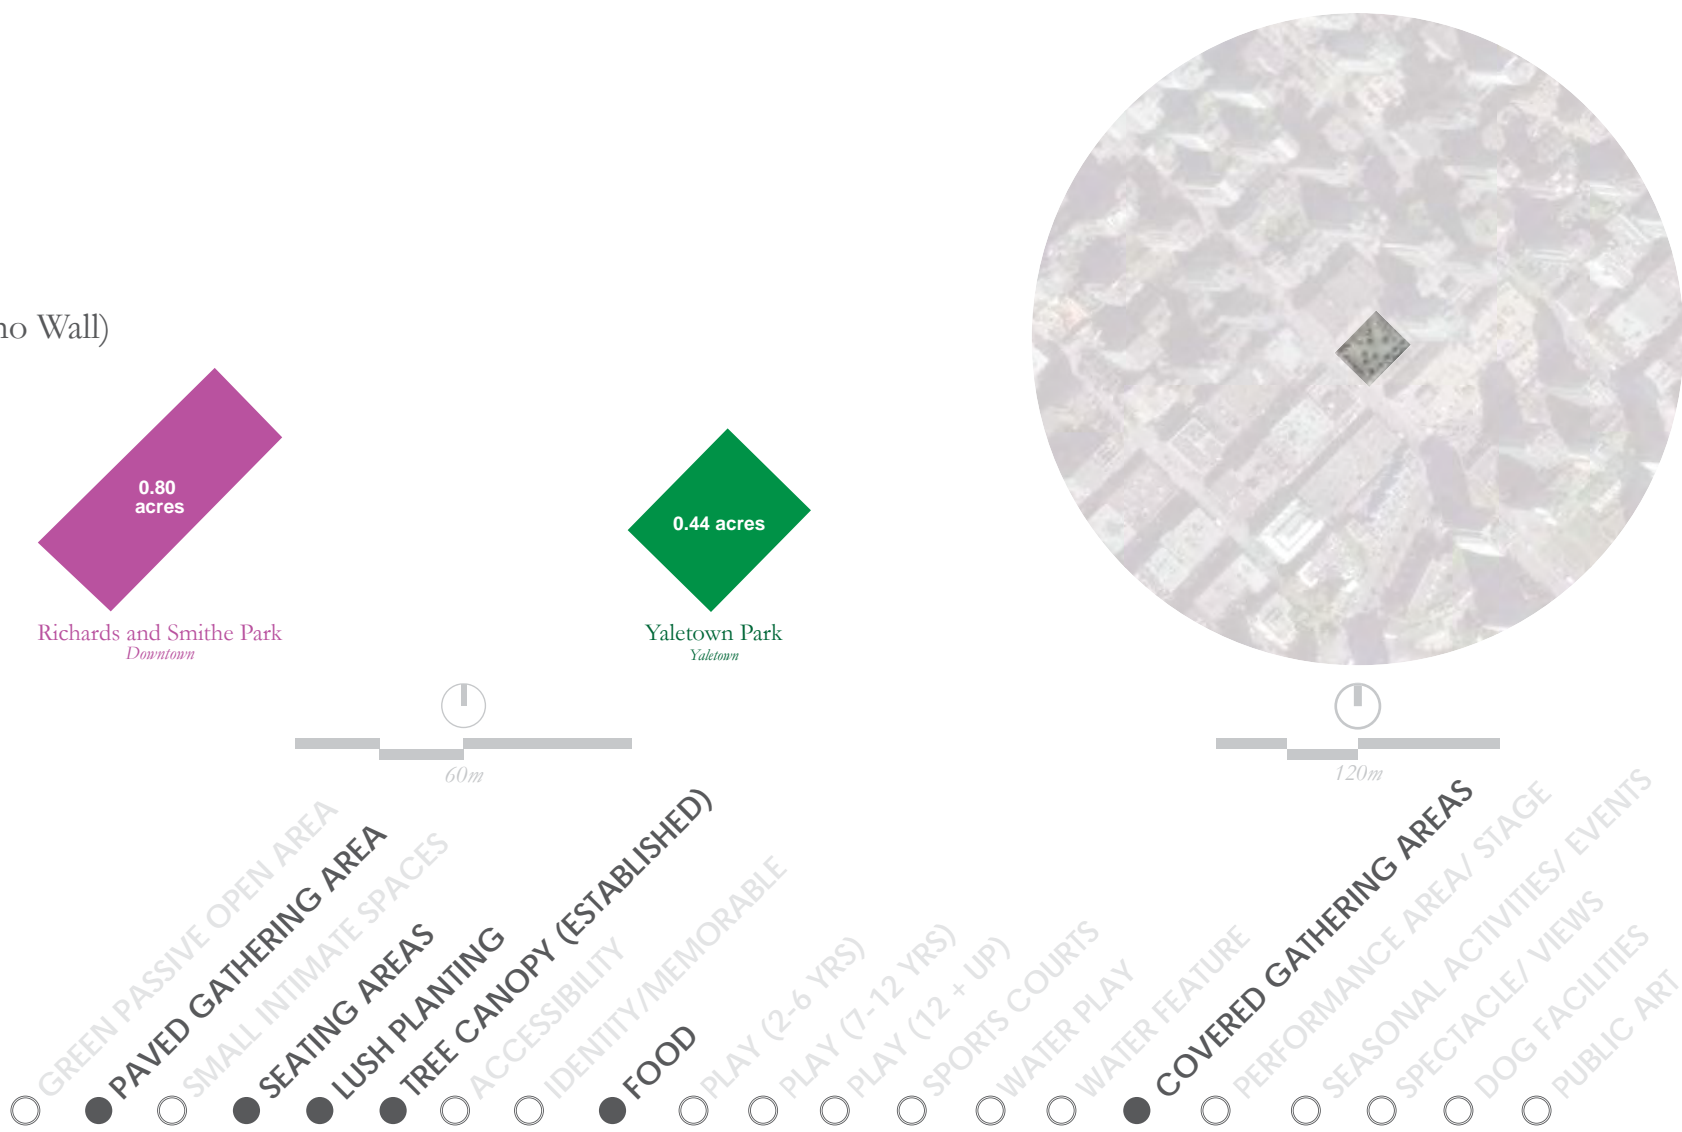 no Wall)
0.80
acres
0.44 acres
Richards and Smithe Park
Downtown
Yaletown Park
Yaletown
60m
120m
GREEN PASSIVE OPEN AREA
PAVED GATHERING AREA
SMALL INTIMATE SPACES
SEATING AREAS
LUSH PLANTING
TREE CANOPY (ESTABLISHED)
ACCESSIBILITY
IDENTITY/MEMORABLE
FOOD
PLAY (2-6 YRS)
PLAY (7-12 YRS)
PLAY (12 + UP)
SPORTS COURTS
WATER PLAY
WATER FEATURE
COVERED GATHERING AREAS
PERFORMANCE AREA/ STAGE
SEASONAL ACTIVITIES/ EVENTS
SPECTACLE/ VIEWS
DOG FACILITIES
PUBLIC ART